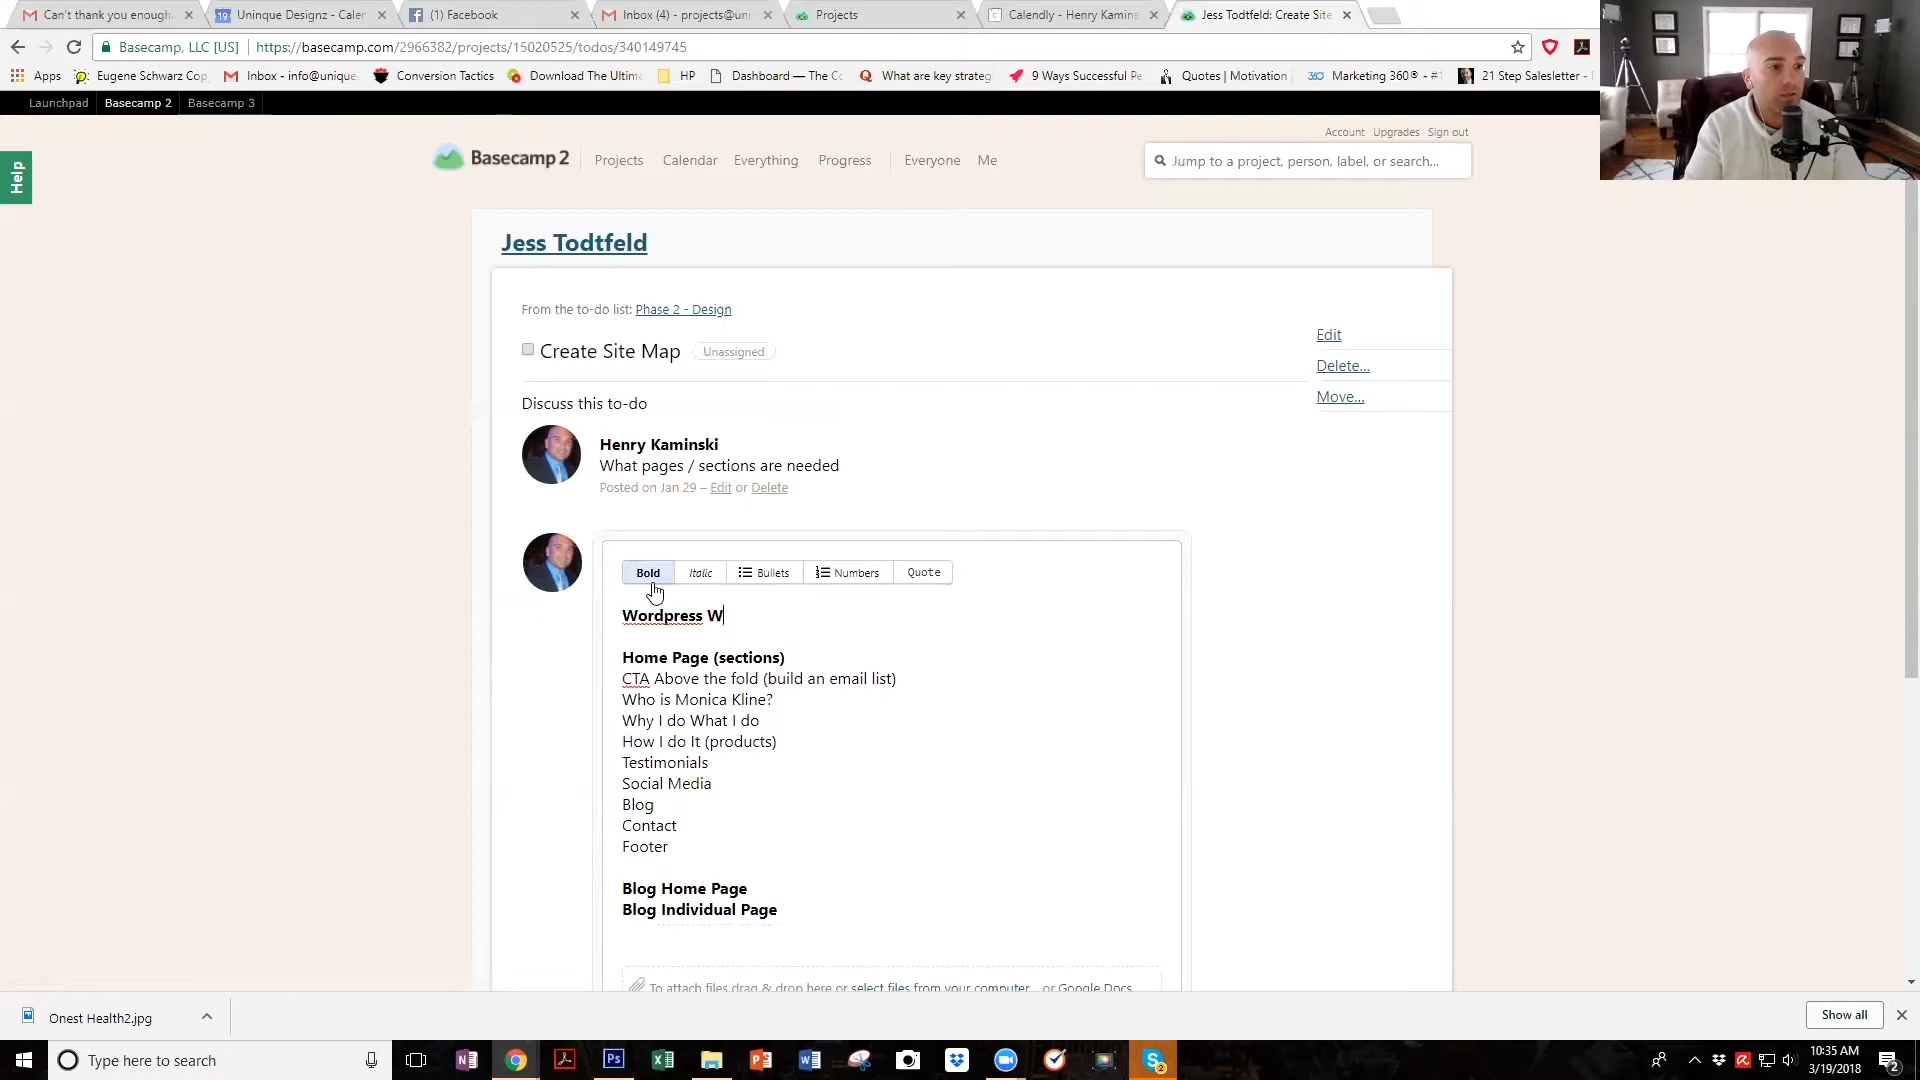 Can't thank you enough.
Uninque Designz - Caler
(1) Facebook
Inbox (4) - projects@uni
Projects
Calendly - Henry Kamins
Jess Todtfeld: Create Site
Basecamp, LLC [US] https://basecamp.com/2966382/projects/15020525/todos/340149745
Apps
Eugene Schwarz Cop
Inbox - info@unique
Conversion Tactics
Download The Ultim
HP
Dashboard — The Co
What are key strateg
9 Ways Successful Pe
Quotes | Motivation
Marketing 360® - #1
21 Step Salesletter -
Launchpad Basecamp 2 Basecamp 3
Account Upgrades Sign out
Help
Basecamp 2 Projects Calendar Everything Progress Everyone Me
Jump to a project, person, label, or search...
Jess Todtfeld
From the to-do list: Phase 2 - Design
Edit
Create Site Map Unassigned
Delete...
Move...
Discuss this to-do
Henry Kaminski
What pages / sections are needed
Posted on Jan 29 – Edit or Delete
Bold Italic Bullets Numbers Quote
Wordpress W
Home Page (sections)
CTA Above the fold (build an email list)
Who is Monica Kline?
Why I do What I do
How I do It (products)
Testimonials
Social Media
Blog
Contact
Footer
Blog Home Page
Blog Individual Page
To attach files drag & drop here or select files from your computer or Google Docs
Onest Health2.jpg
Show all
Type here to search
10:35 AM
3/19/2018